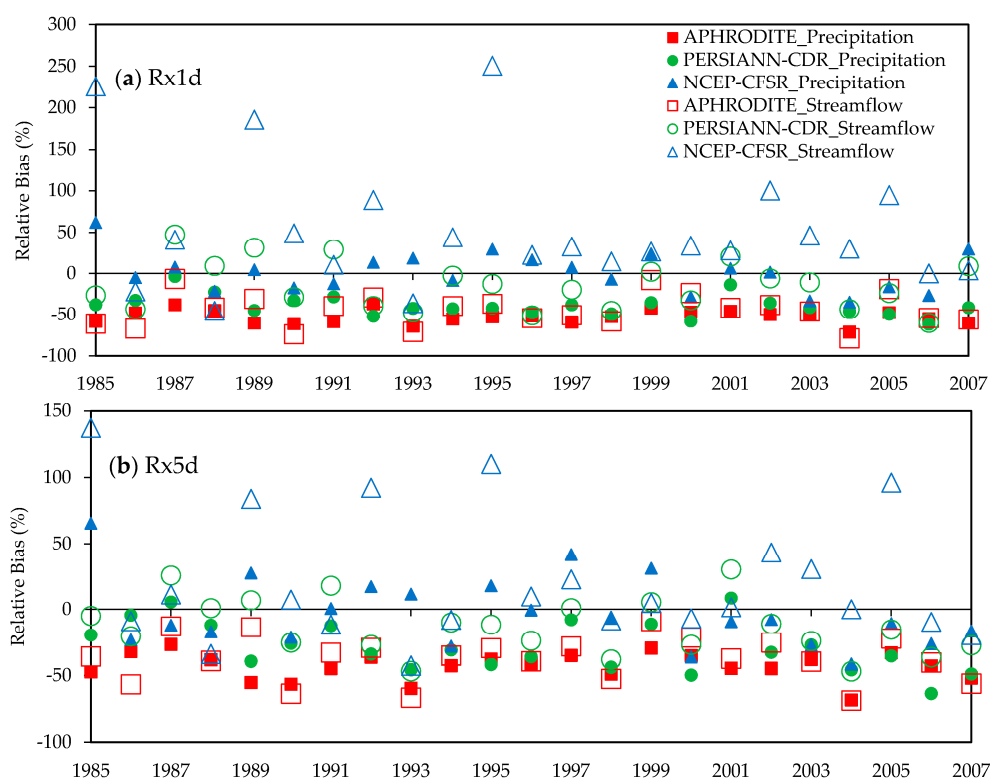 300
250
200
150
100
50
0
-50
-100
Relative Bias (%)
(a) Rx1d
APHRODITE_Precipitation
PERSIANN-CDR_Precipitation
NCEP-CFSR_Precipitation
APHRODITE_Streamflow
PERSIANN-CDR_Streamflow
NCEP-CFSR_Streamflow
1985 1987 1989 1991 1993 1995 1997 1999 2001 2003 2005 2007
150
100
50
0
-50
-100
Relative Bias (%)
(b) Rx5d
1985 1987 1989 1991 1993 1995 1997 1999 2001 2003 2005 2007